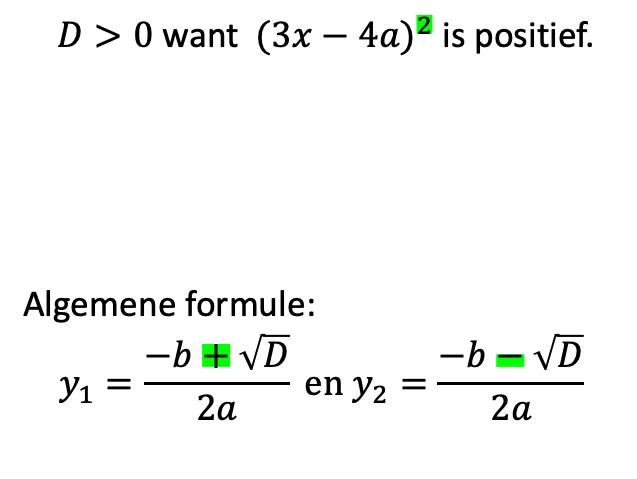 D > 0 want (3x − 4a)² is positief.
Algemene formule:
y₁ = (−b + √D)/(2a) en y₂ = (−b − √D)/(2a)